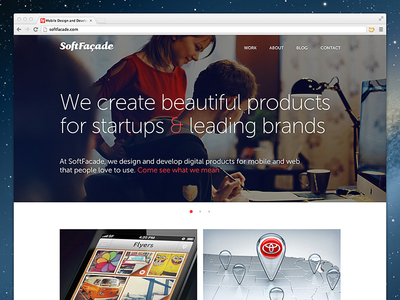 Mobile Design and Develo
softfacade.com
SoftFaçade
WORK ABOUT BLOG CONTACT
We create beautiful products
for startups & leading brands
At SoftFacade, we design and develop digital products for mobile and web
that people love to use. Come see what we mean
Flyers